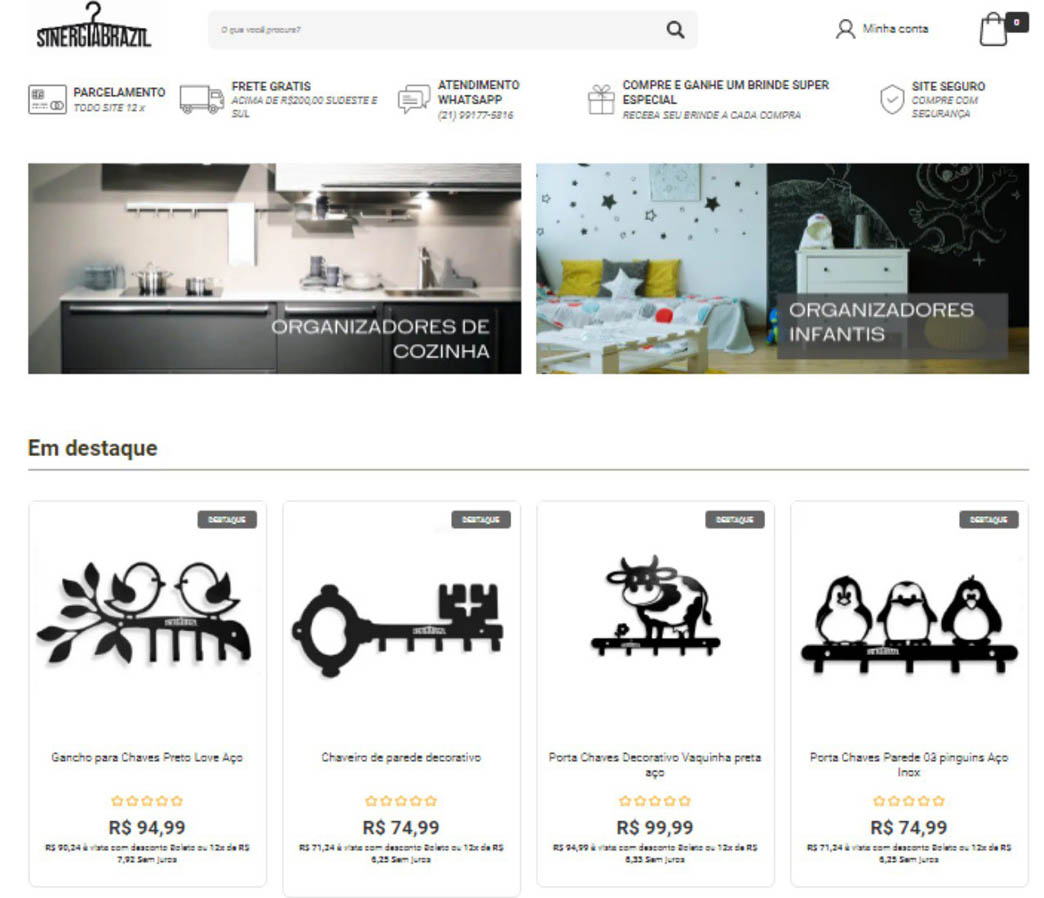 SINERGIABRAZIL
O que você procura?
Minha conta
0
PARCELAMENTO
TODO SITE 12 x
FRETE GRATIS
ACIMA DE R$200,00 SUDESTE E
SUL
ATENDIMENTO
WHATSAPP
(21) 99177-5816
COMPRE E GANHE UM BRINDE SUPER
ESPECIAL
RECEBA SEU BRINDE A CADA COMPRA
SITE SEGURO
COMPRE COM
SEGURANÇA
ORGANIZADORES DE
COZINHA
ORGANIZADORES
INFANTIS
Em destaque
DESTAQUE
SINERGIABRAZIL
Gancho para Chaves Preto Love Aço
R$ 94,99
R$ 90,24 à vista com desconto Boleto ou 12x de R$
7,92 Sem juros
DESTAQUE
SINERGIABRAZIL
Chaveiro de parede decorativo
R$ 74,99
R$ 71,24 à vista com desconto Boleto ou 12x de R$
6,25 Sem juros
DESTAQUE
Porta Chaves Decorativo Vaquinha preta
aço
R$ 99,99
R$ 94,99 à vista com desconto Boleto ou 12x de R$
8,33 Sem juros
DESTAQUE
SINERGIABRAZIL
Porta Chaves Parede 03 pinguins Aço
Inox
R$ 74,99
R$ 71,24 à vista com desconto Boleto ou 12x de R$
6,25 Sem juros